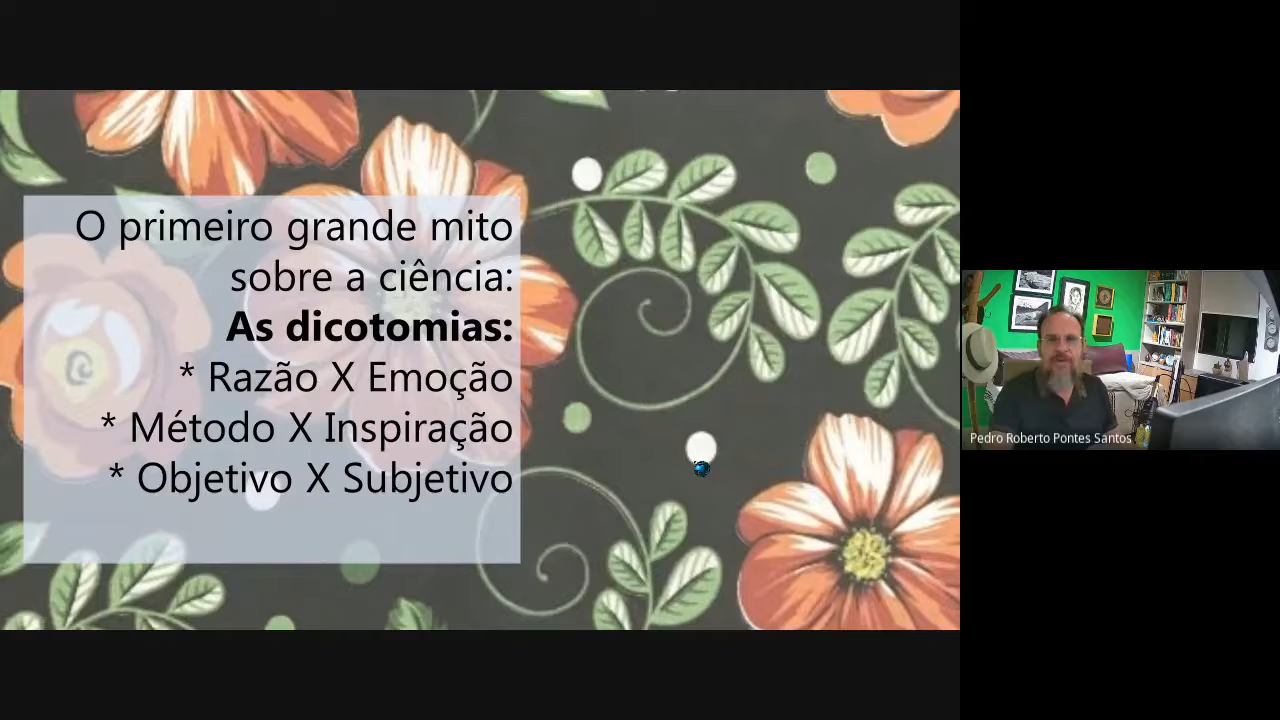 O primeiro grande mito
sobre a ciência:
As dicotomias:
* Razão X Emoção
* Método X Inspiração
* Objetivo X Subjetivo
Pedro Roberto Pontes Santos